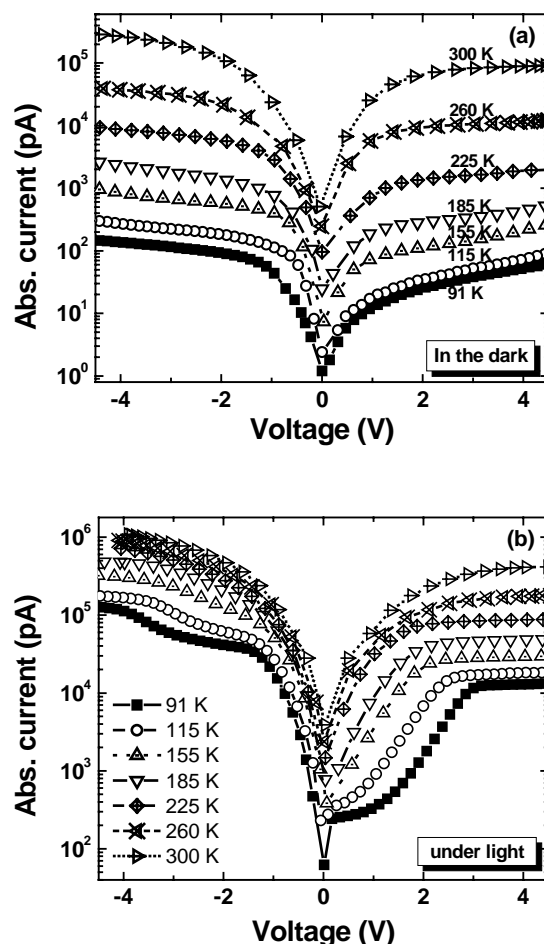 (a)
10⁵
10⁴
10³
10²
10¹
10⁰
Abs. current (pA)
300 K
260 K
225 K
185 K
155 K
115 K
91 K
In the dark
-4 -2 0 2 4
Voltage (V)
(b)
10⁶
10⁵
10⁴
10³
10²
Abs. current (pA)
91 K
115 K
155 K
185 K
225 K
260 K
300 K
under light
-4 -2 0 2 4
Voltage (V)